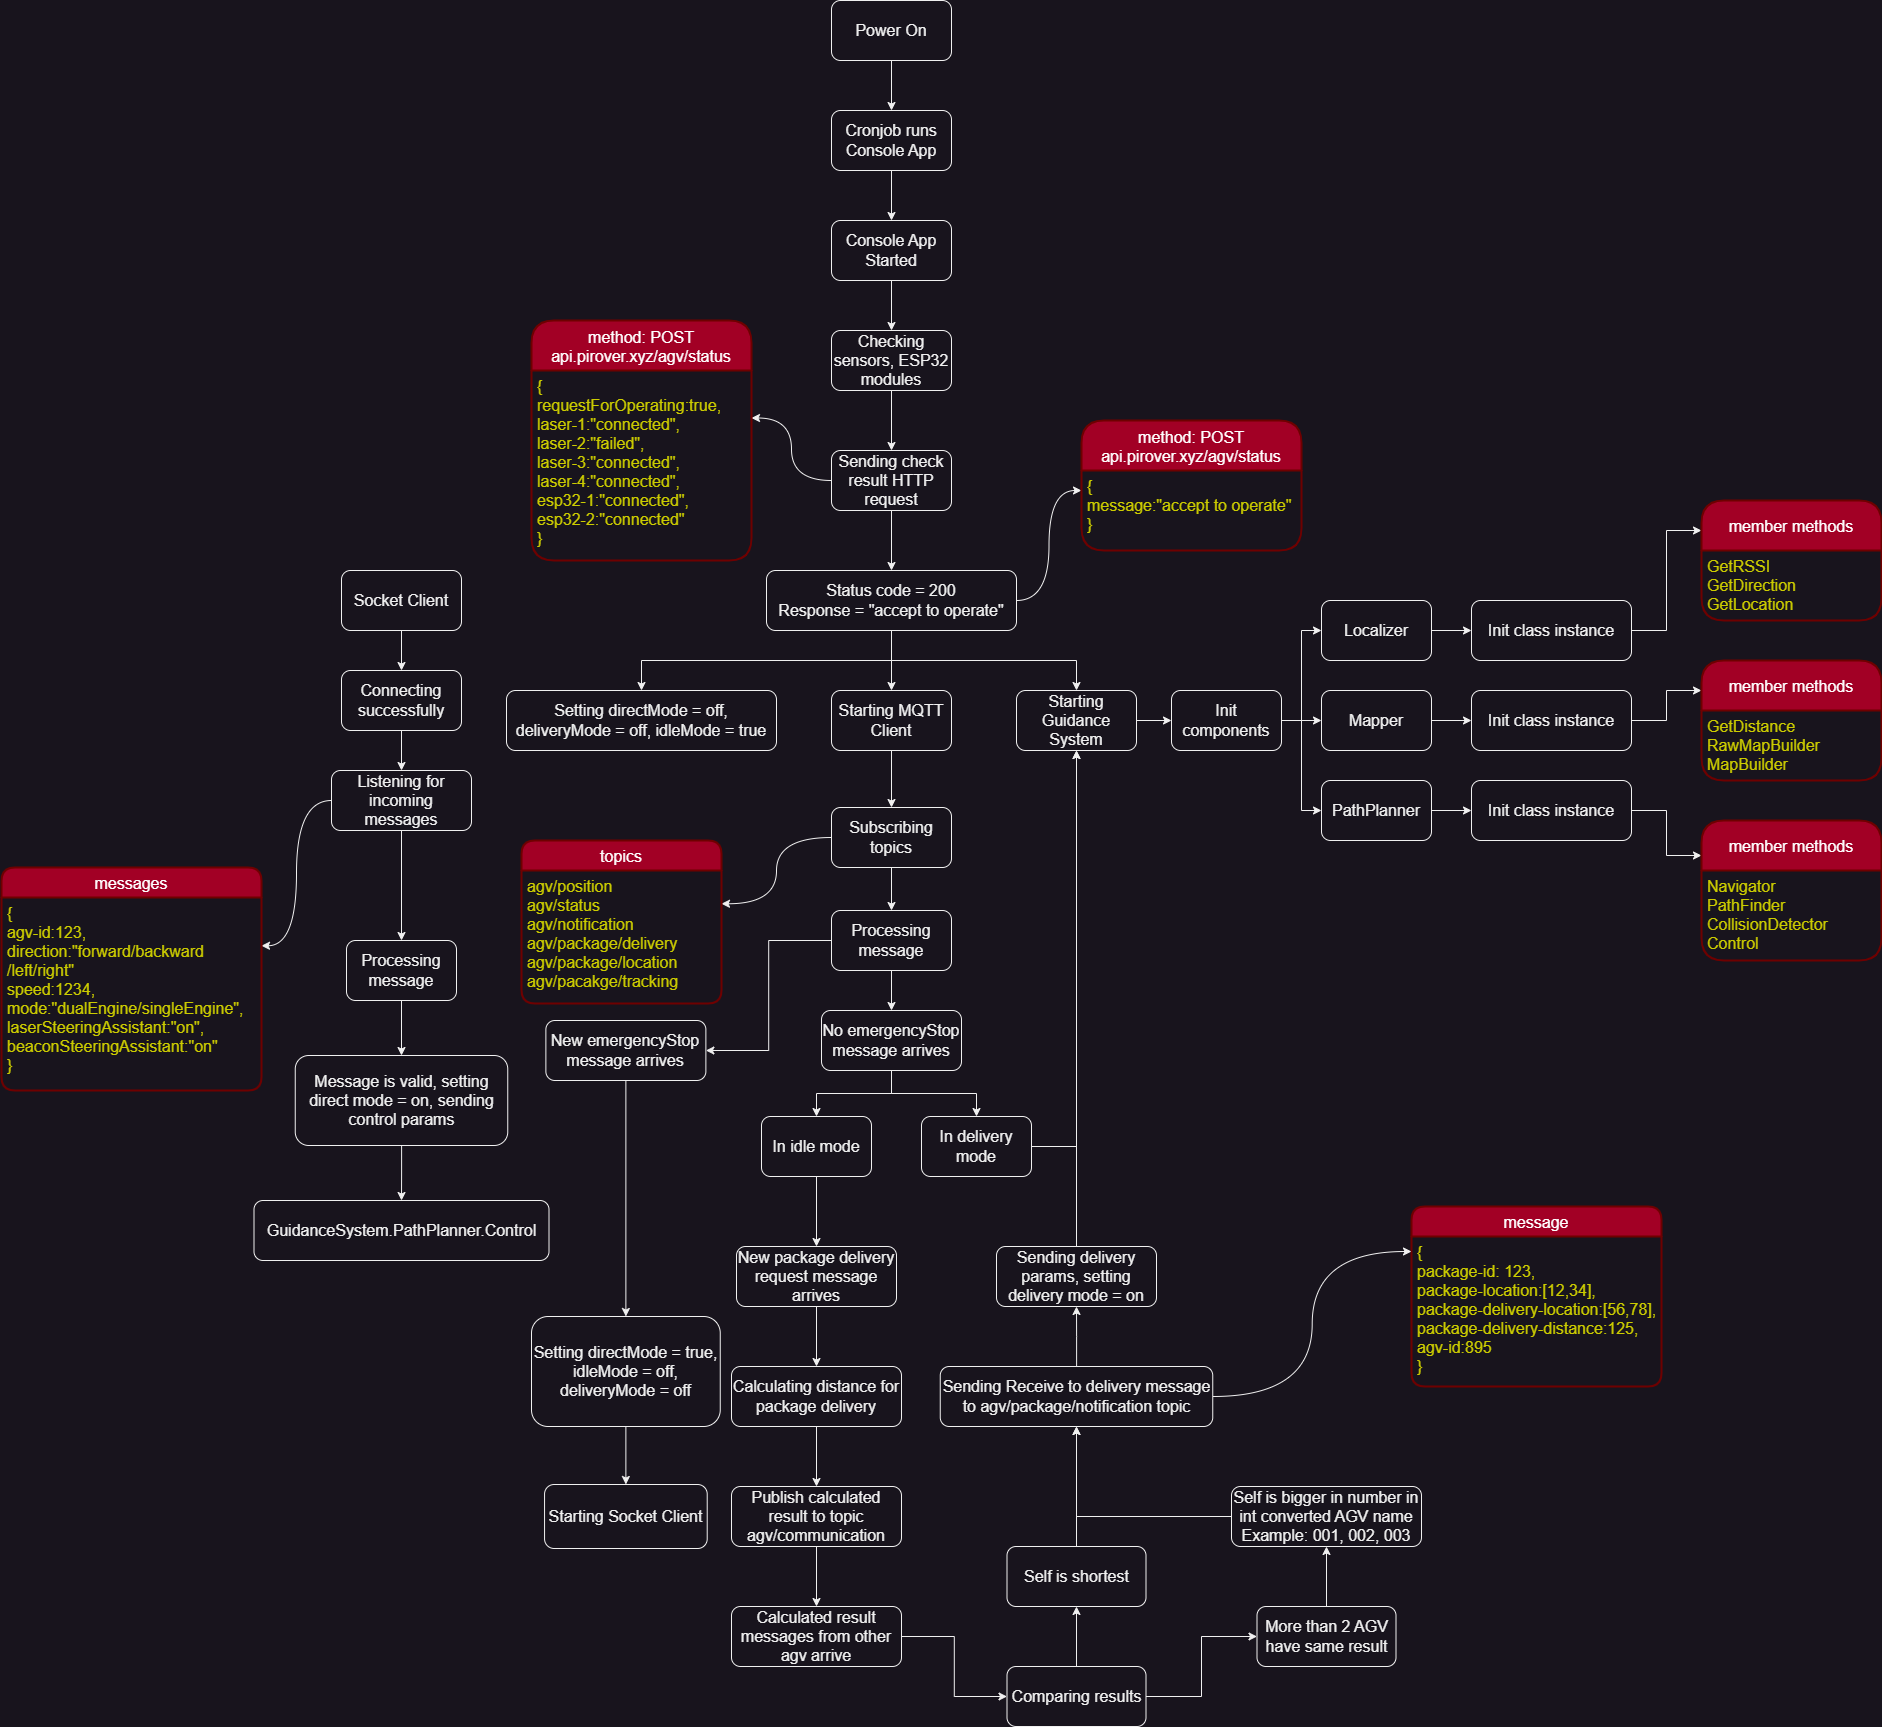 Power On
Cronjob runs
Console App
Console App
Started
Checking
sensors, ESP32
modules
method: POST
api.pirover.xyz/agv/status
{
requestForOperating:true,
laser-1:"connected",
laser-2:"failed",
laser-3:"connected",
laser-4:"connected",
esp32-1:"connected",
esp32-2:"connected"
}
Sending check
result HTTP
request
method: POST
api.pirover.xyz/agv/status
{
message:"accept to operate"
}
Status code = 200
Response = "accept to operate"
Setting directMode = off,
deliveryMode = off, idleMode = true
Starting MQTT
Client
Starting
Guidance
System
Init
components
Localizer
Init class instance
member methods
GetRSSI
GetDirection
GetLocation
Mapper
Init class instance
member methods
GetDistance
RawMapBuilder
MapBuilder
PathPlanner
Init class instance
member methods
Navigator
PathFinder
CollisionDetector
Control
Socket Client
Connecting
successfully
Listening for
incoming
messages
messages
{
agv-id:123,
direction:"forward/backward
/left/right"
speed:1234,
mode:"dualEngine/singleEngine",
laserSteeringAssistant:"on",
beaconSteeringAssistant:"on"
}
Processing
message
Message is valid, setting
direct mode = on, sending
control params
GuidanceSystem.PathPlanner.Control
Subscribing
topics
topics
agv/position
agv/status
agv/notification
agv/package/delivery
agv/package/location
agv/pacakge/tracking
Processing
message
New emergencyStop
message arrives
No emergencyStop
message arrives
In idle mode
In delivery
mode
New package delivery
request message
arrives
Sending delivery
params, setting
delivery mode = on
message
{
package-id: 123,
package-location:[12,34],
package-delivery-location:[56,78],
package-delivery-distance:125,
agv-id:895
}
Setting directMode = true,
idleMode = off,
deliveryMode = off
Calculating distance for
package delivery
Sending Receive to delivery message
to agv/package/notification topic
Starting Socket Client
Publish calculated
result to topic
agv/communication
Self is bigger in number in
int converted AGV name
Example: 001, 002, 003
Self is shortest
Calculated result
messages from other
agv arrive
More than 2 AGV
have same result
Comparing results